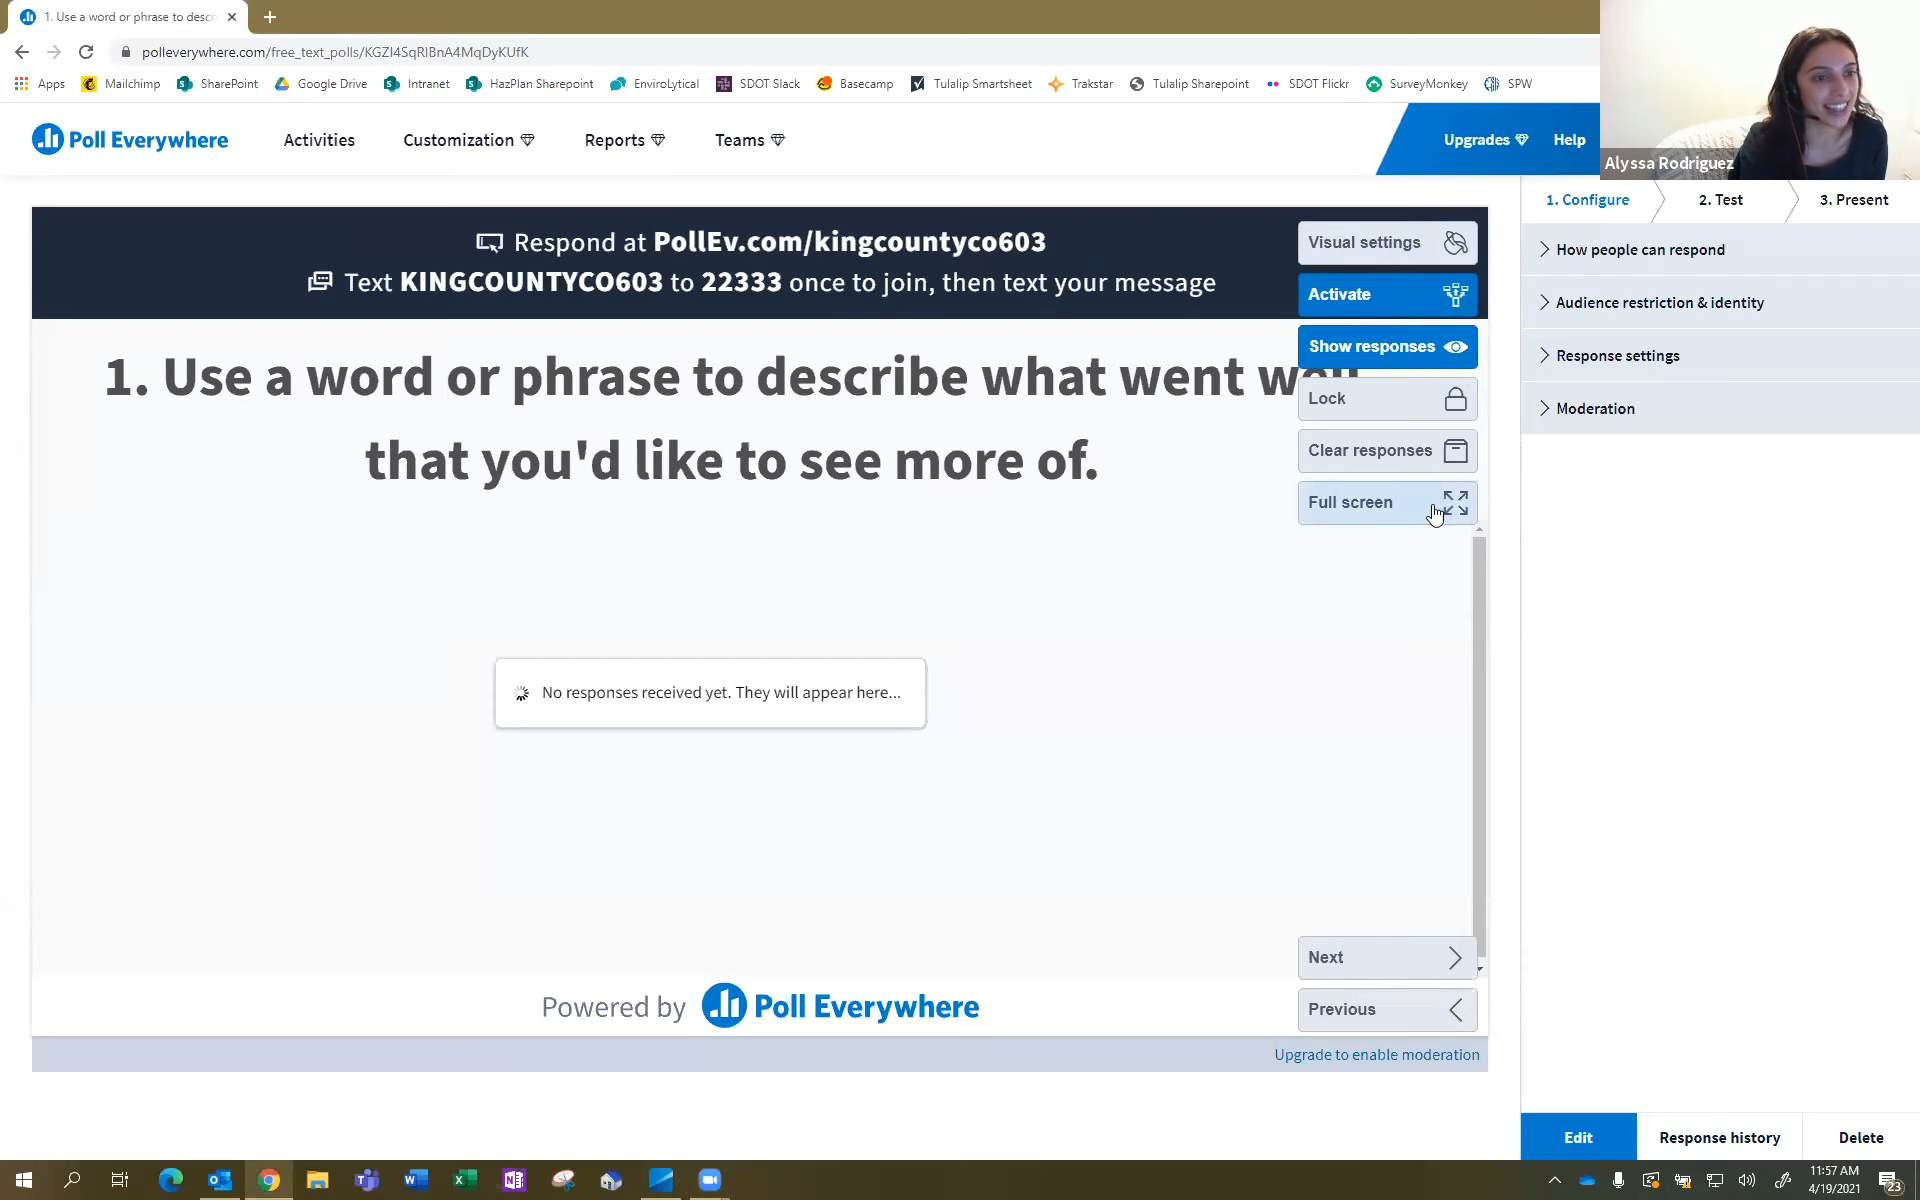 1. Use a word or phrase to descr
polleverywhere.com/free_text_polls/KGZI4SqRIBnA4MqDyKUfK
Apps Mailchimp SharePoint Google Drive Intranet HazPlan Sharepoint EnviroLytical SDOT Slack Basecamp Tulalip Smartsheet Trakstar Tulalip Sharepoint SDOT Flickr SurveyMonkey SPW
Poll Everywhere Activities Customization Reports Teams Upgrades Help
Alyssa Rodriguez
1. Configure 2. Test 3. Present
Respond at PollEv.com/kingcountyco603
Text KINGCOUNTYCO603 to 22333 once to join, then text your message
Visual settings
Activate
Show responses
Lock
Clear responses
Full screen
How people can respond
Audience restriction & identity
Response settings
Moderation
1. Use a word or phrase to describe what went well
that you'd like to see more of.
No responses received yet. They will appear here...
Next
Previous
Powered by Poll Everywhere
Upgrade to enable moderation
Edit Response history Delete
11:57 AM
4/19/2021
23